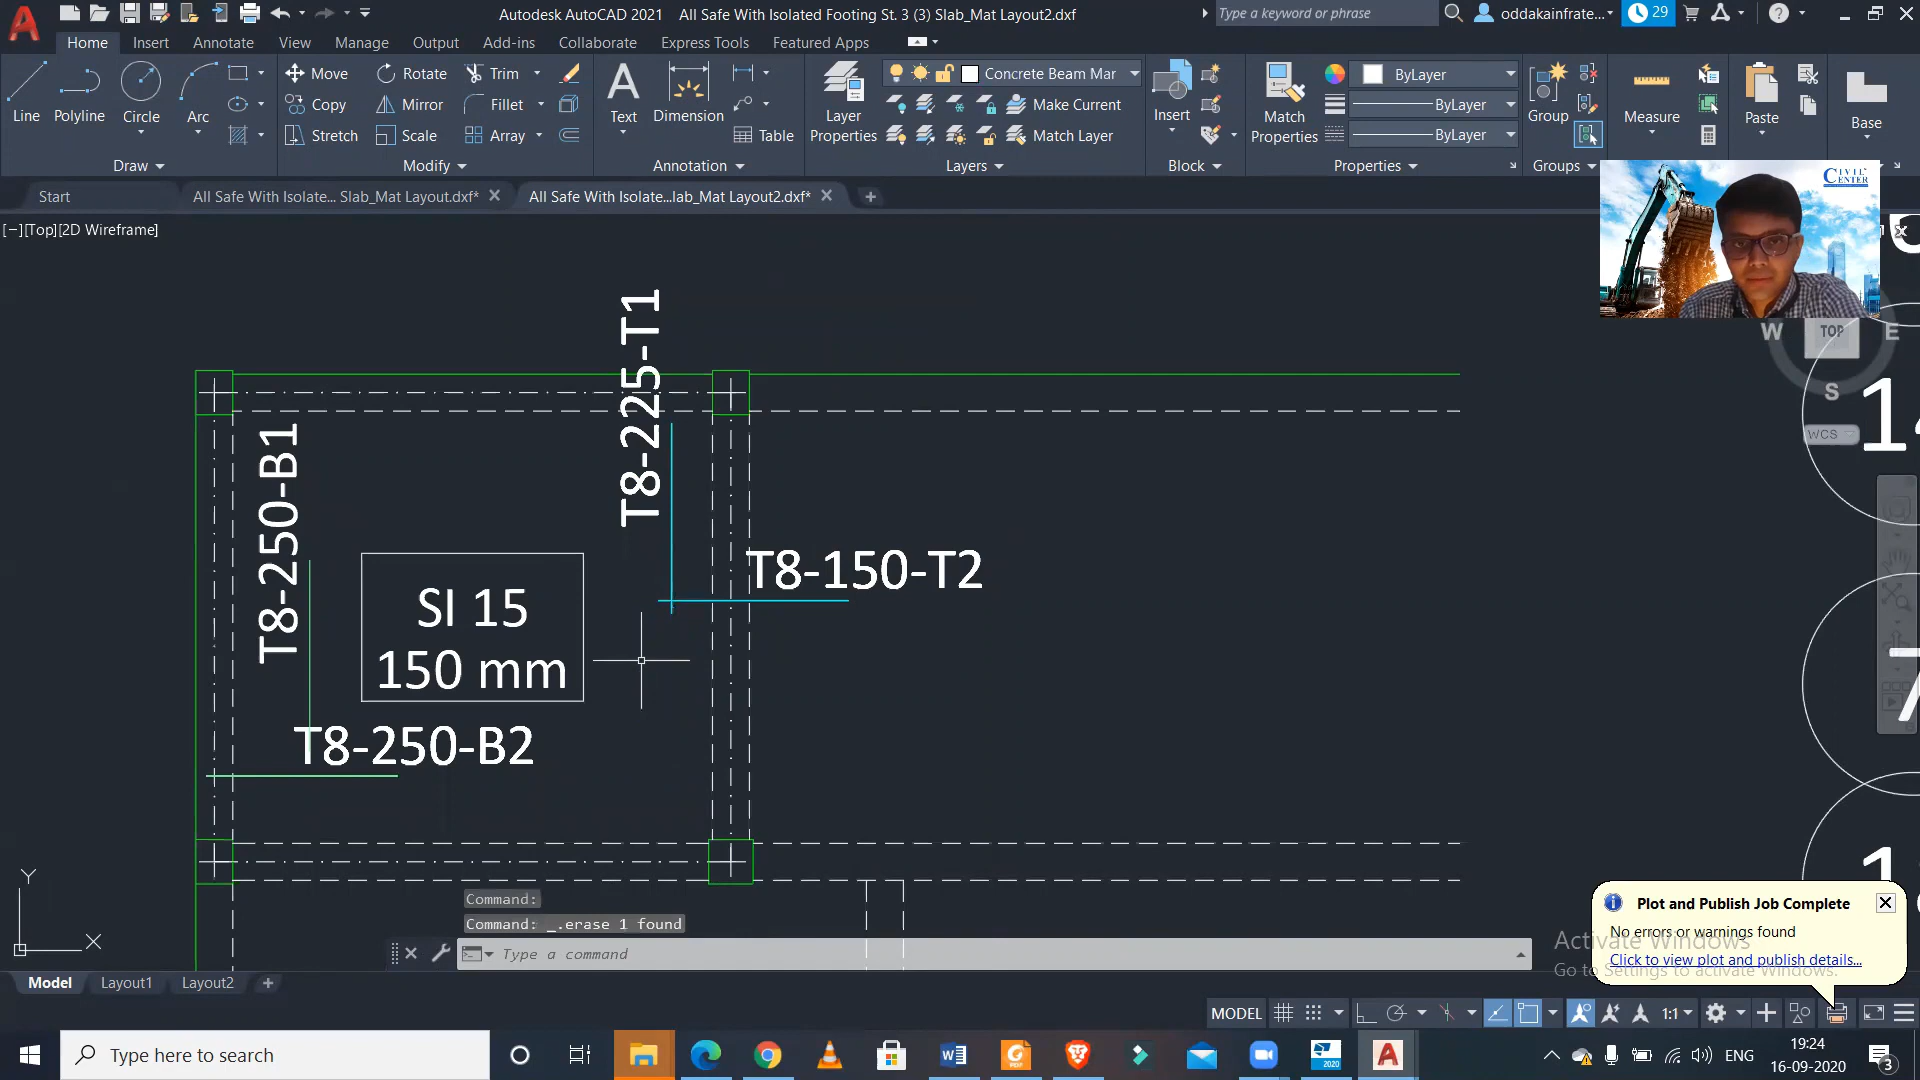 Autodesk AutoCAD 2021 All Safe With Isolated Footing St. 3 (3) Slab_Mat Layout2.dxf
Type a keyword or phrase
oddakainfrate...
29
Home Insert Annotate View Manage Output Add-ins Collaborate Express Tools Featured Apps
Line Polyline Circle Arc
Move Rotate Trim
Copy Mirror Fillet
Stretch Scale Array
Text Dimension Table
Layer Properties
Concrete Beam Mar
Make Current
Match Layer
Insert
Match Properties
ByLayer
ByLayer
ByLayer
Group Measure Paste Base
Draw Modify Annotation Layers Block Properties Groups
Start
All Safe With Isolate... Slab_Mat Layout.dxf*
All Safe With Isolate...lab_Mat Layout2.dxf*
CIVIL CENTER
[−][Top][2D Wireframe]
W TOP E
S
WCS
T8-225-T1
T8-250-B1
T8-150-T2
SI 15
150 mm
T8-250-B2
Y
X
Command:
Command: _.erase 1 found
Type a command
Plot and Publish Job Complete
No errors or warnings found
Click to view plot and publish details...
Activate Windows
Go to Settings to activate Windows.
Model Layout1 Layout2
MODEL
1:1
Type here to search
ENG
19:24
16-09-2020
3